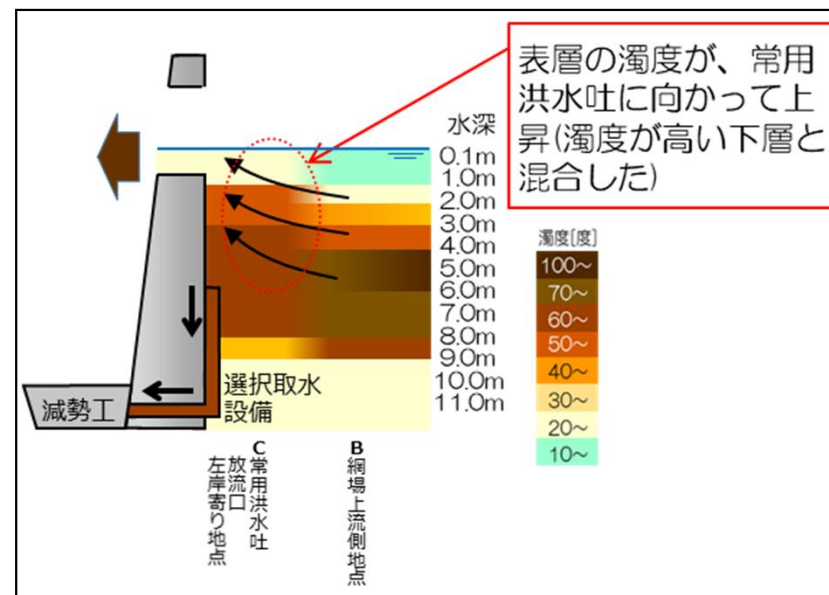 表層の濁度が、常用
洪水吐に向かって上
昇(濁度が高い下層と
混合した)
水深
0.1m
1.0m
2.0m
3.0m
4.0m
5.0m
6.0m
7.0m
8.0m
9.0m
10.0m
11.0m
濁度[度]
100～
70～
60～
50～
40～
30～
20～
10～
選択取水
設備
減勢工
B 網場上流側地点
C 常用洪水吐
放流口
左岸寄り地点